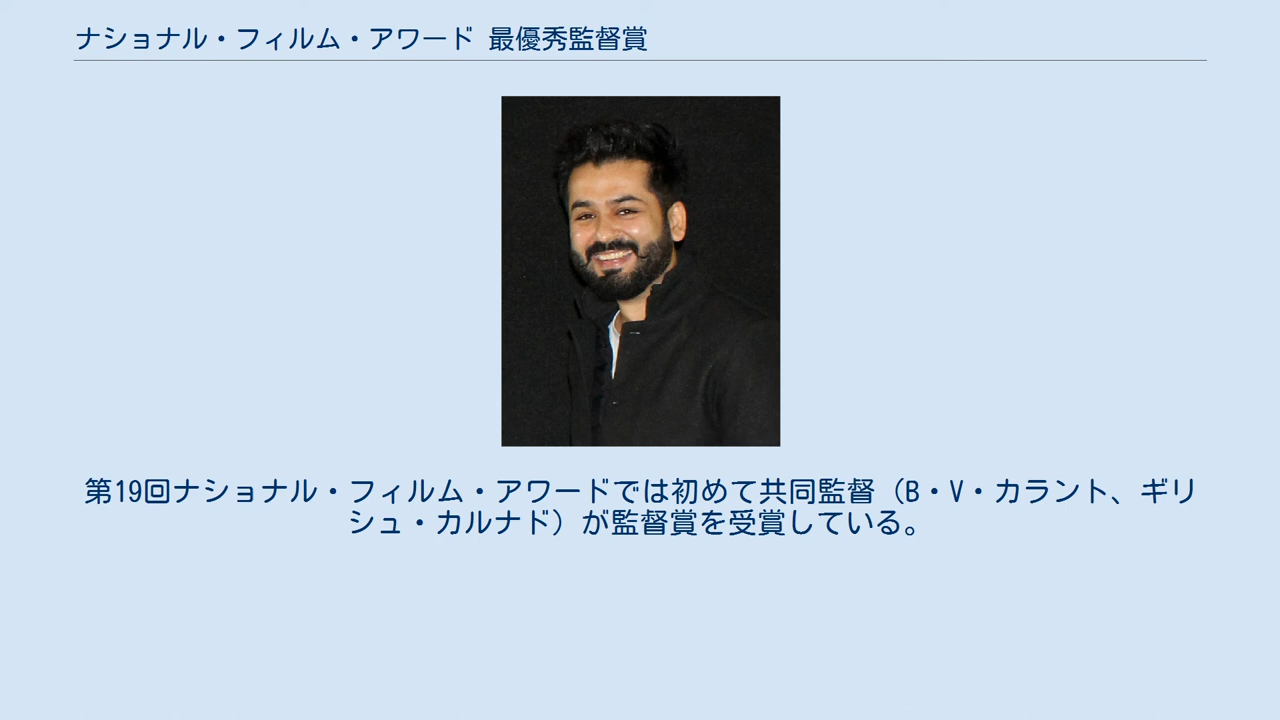 ナショナル・フィルム・アワード 最優秀監督賞
第19回ナショナル・フィルム・アワードでは初めて共同監督（B・V・カラント、ギリ
シュ・カルナド）が監督賞を受賞している。